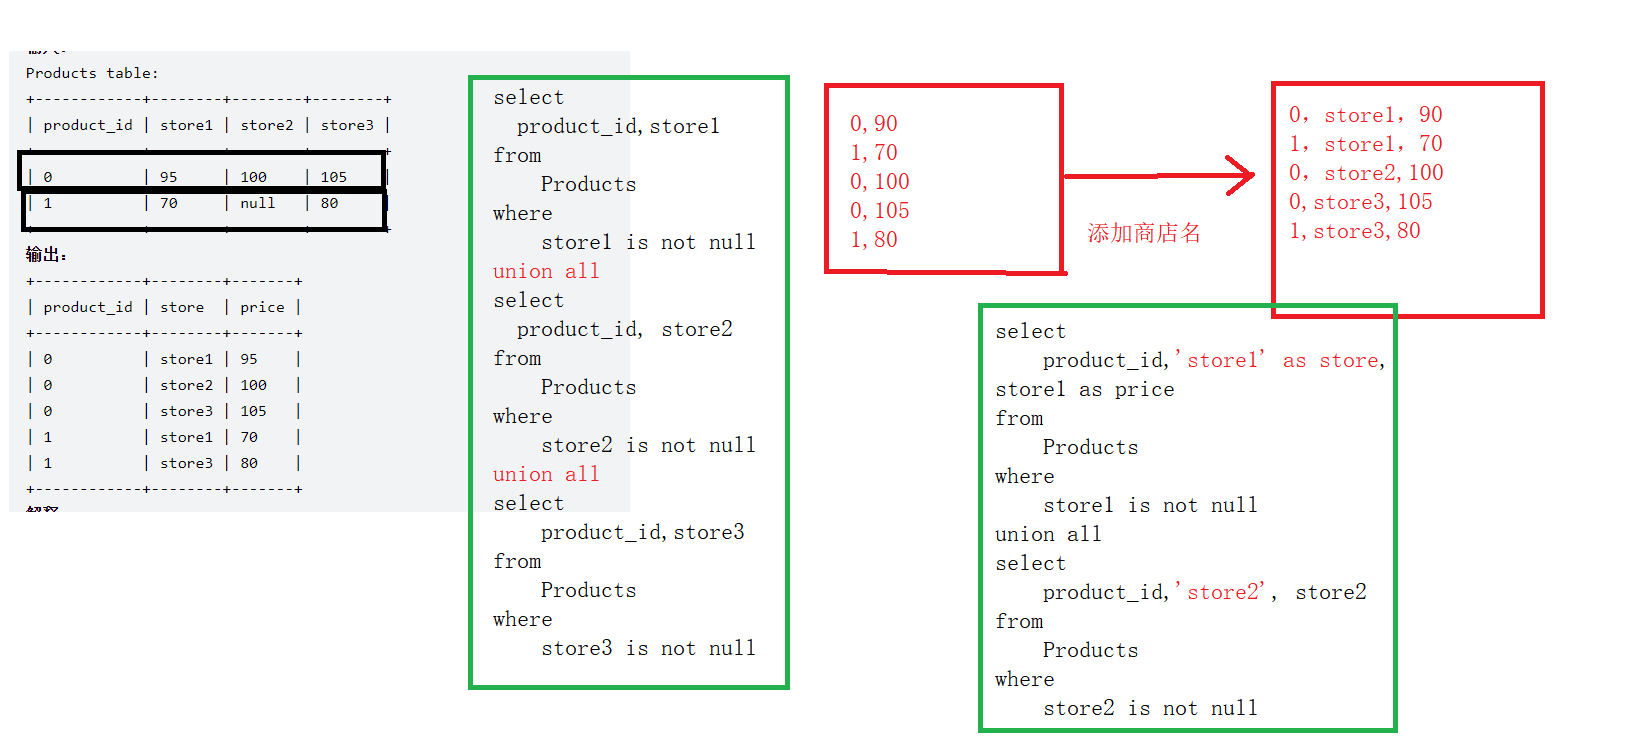 Products table:
+------------+--------+--------+--------+
| product_id | store1 | store2 | store3 |
| 0 | 95 | 100 | 105 |
| 1 | 70 | null | 80 |
输出：
+------------+--------+-------+
| product_id | store | price |
+------------+--------+-------+
| 0 | store1 | 95 |
| 0 | store2 | 100 |
| 0 | store3 | 105 |
| 1 | store1 | 70 |
| 1 | store3 | 80 |
+------------+--------+-------+
select
product_id,store1
from
Products
where
store1 is not null
union all
select
product_id, store2
from
Products
where
store2 is not null
union all
select
product_id,store3
from
Products
where
store3 is not null
0,90
1,70
0,100
0,105
1,80
添加商店名
0, store1, 90
1, store1, 70
0, store2,100
0,store3,105
1,store3,80
select
product_id,'store1' as store,
store1 as price
from
Products
where
store1 is not null
union all
select
product_id,'store2', store2
from
Products
where
store2 is not null